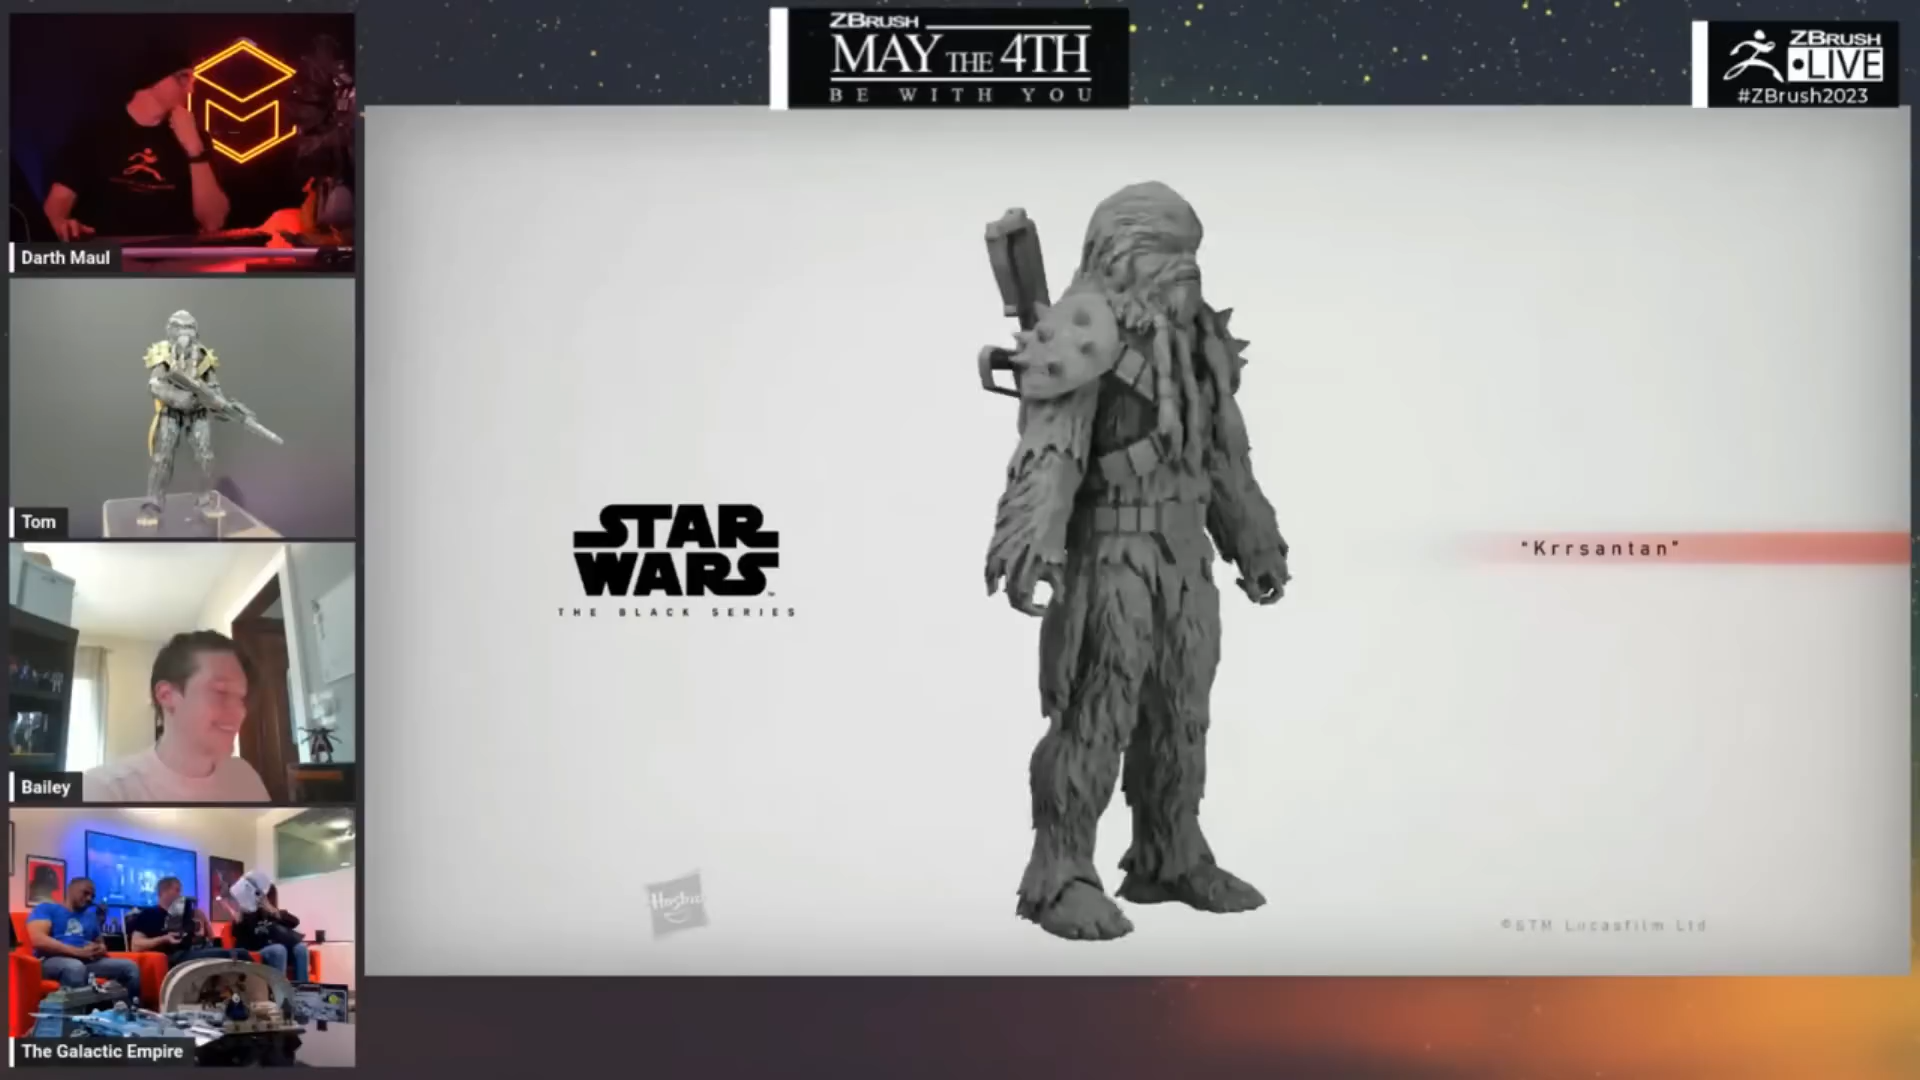 ZBRUSH
MAY THE 4TH
BE WITH YOU
ZBRUSH
•LIVE
#ZBrush2023
Darth Maul
Tom
Bailey
The Galactic Empire
STAR
WARS
THE BLACK SERIES
"Krrsantan"
Hasbro
©&TM Lucasfilm Ltd